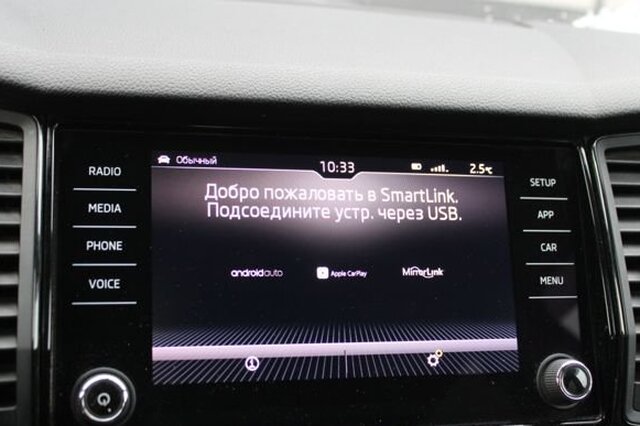 Обычный 10:33 2.5°C
RADIO
MEDIA
PHONE
VOICE
Добро пожаловать в SmartLink.
Подсоедините устр. через USB.
androidauto Apple CarPlay MirrorLink
SETUP
APP
CAR
MENU